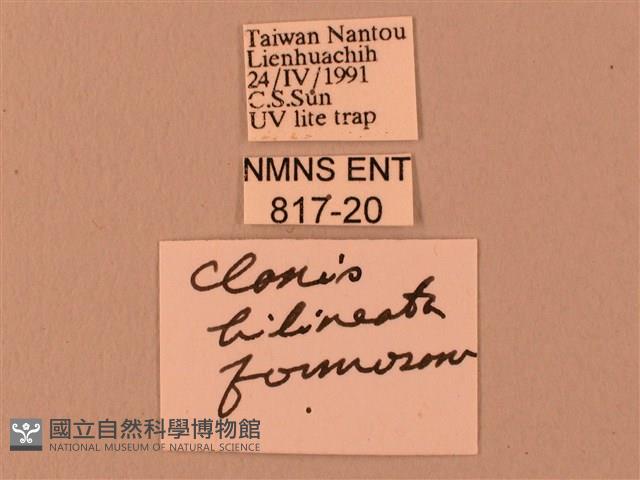 Taiwan Nantou
Lienhuachih
24/IV/1991
C.S.Sun
UV lite trap
NMNS ENT
817-20
Clanis
bilineata
formosana
國立自然科學博物館
NATIONAL MUSEUM OF NATURAL SCIENCE